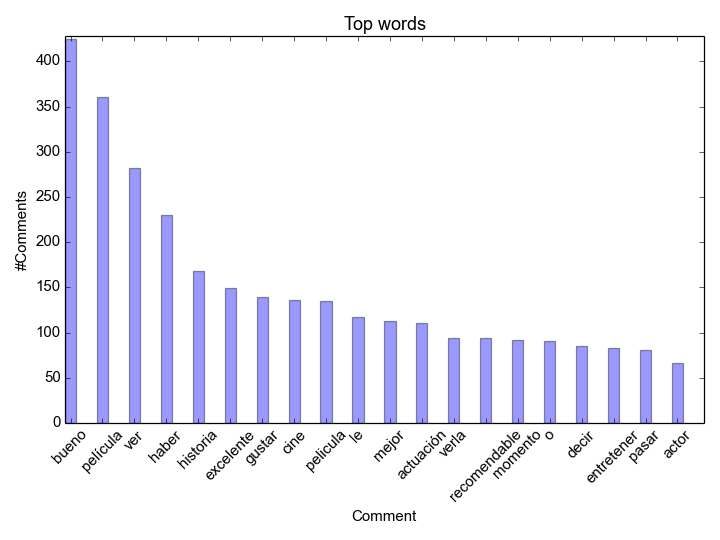 Top words
#Comments
400
350
300
250
200
150
100
50
0
bueno
película
ver
haber
historia
excelente
gustar
cine
pelicula
le
mejor
actuación
verla
recomendable
momento
o
decir
entretener
pasar
actor
Comment